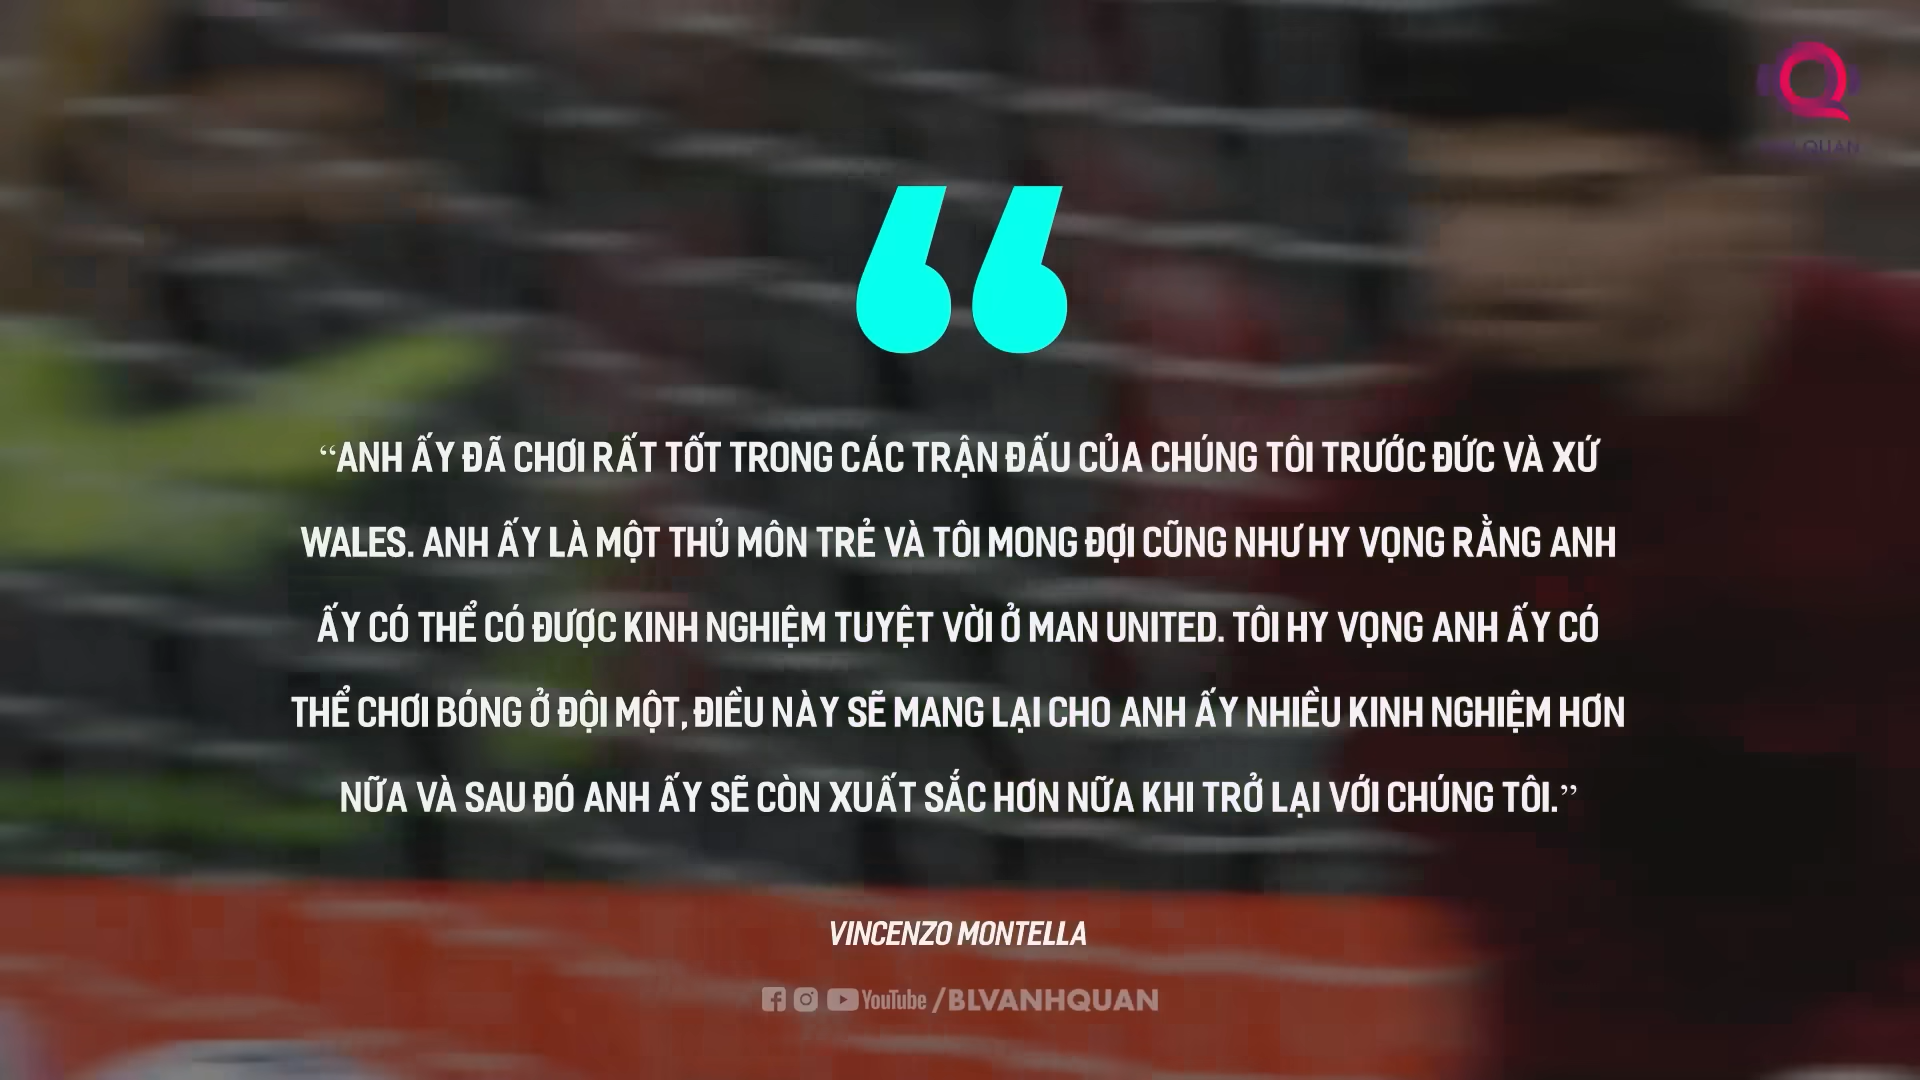 “ANH ẤY ĐÃ CHƠI RẤT TỐT TRONG CÁC TRẬN ĐẤU CỦA CHÚNG TÔI TRƯỚC ĐỨC VÀ XỨ
WALES. ANH ẤY LÀ MỘT THỦ MÔN TRẺ VÀ TÔI MONG ĐỢI CŨNG NHƯ HY VỌNG RẰNG ANH
ẤY CÓ THỂ CÓ ĐƯỢC KINH NGHIỆM TUYỆT VỜI Ở MAN UNITED. TÔI HY VỌNG ANH ẤY CÓ
THỂ CHƠI BÓNG Ở ĐỘI MỘT, ĐIỀU NÀY SẼ MANG LẠI CHO ANH ẤY NHIỀU KINH NGHIỆM HƠN
NỮA VÀ SAU ĐÓ ANH ẤY SẼ CÒN XUẤT SẮC HƠN NỮA KHI TRỞ LẠI VỚI CHÚNG TÔI.”
VINCENZO MONTELLA
YouTube /BLVANHQUAN